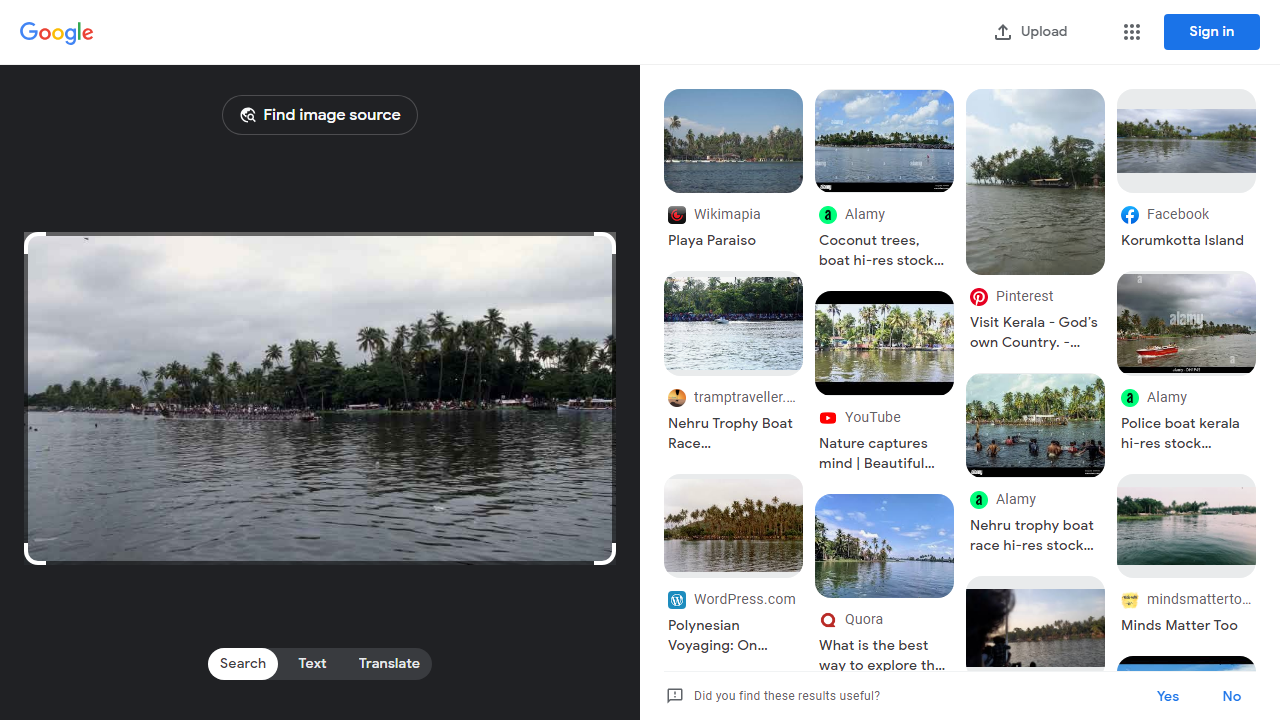 Google
Upload
Sign in
Find image source
Search
Text
Translate
Wikimapia
Playa Paraiso
Alamy
Coconut trees,
boat hi-res stock...
Pinterest
Visit Kerala - God's
own Country. -...
Facebook
Korumkotta Island
tramptraveller....
Nehru Trophy Boat
Race...
YouTube
Nature captures
mind | Beautiful...
Alamy
Nehru trophy boat
race hi-res stock...
Alamy
Police boat kerala
hi-res stock...
WordPress.com
Polynesian
Voyaging: On...
Quora
What is the best
way to explore th...
mindsmatterto...
Minds Matter Too
alamy
Did you find these results useful?
Yes
No